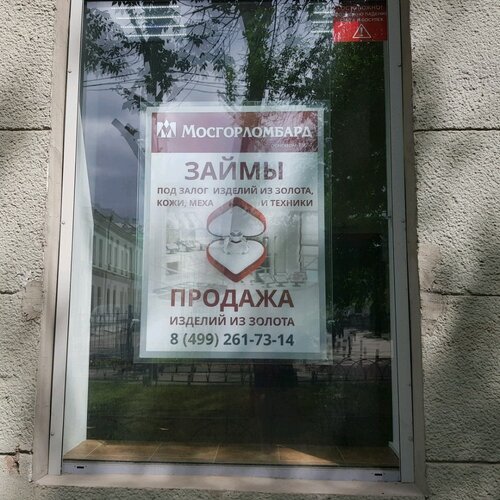 ОСТОРОЖНО!
МОСГОРЛОМБАРД
ЗАЙМЫ
ПОД ЗАЛОГ ИЗДЕЛИЙ ИЗ ЗОЛОТА,
КОЖИ, МЕХА И ТЕХНИКИ
ПРОДАЖА
ИЗДЕЛИЙ ИЗ ЗОЛОТА
8 (499) 261-73-14